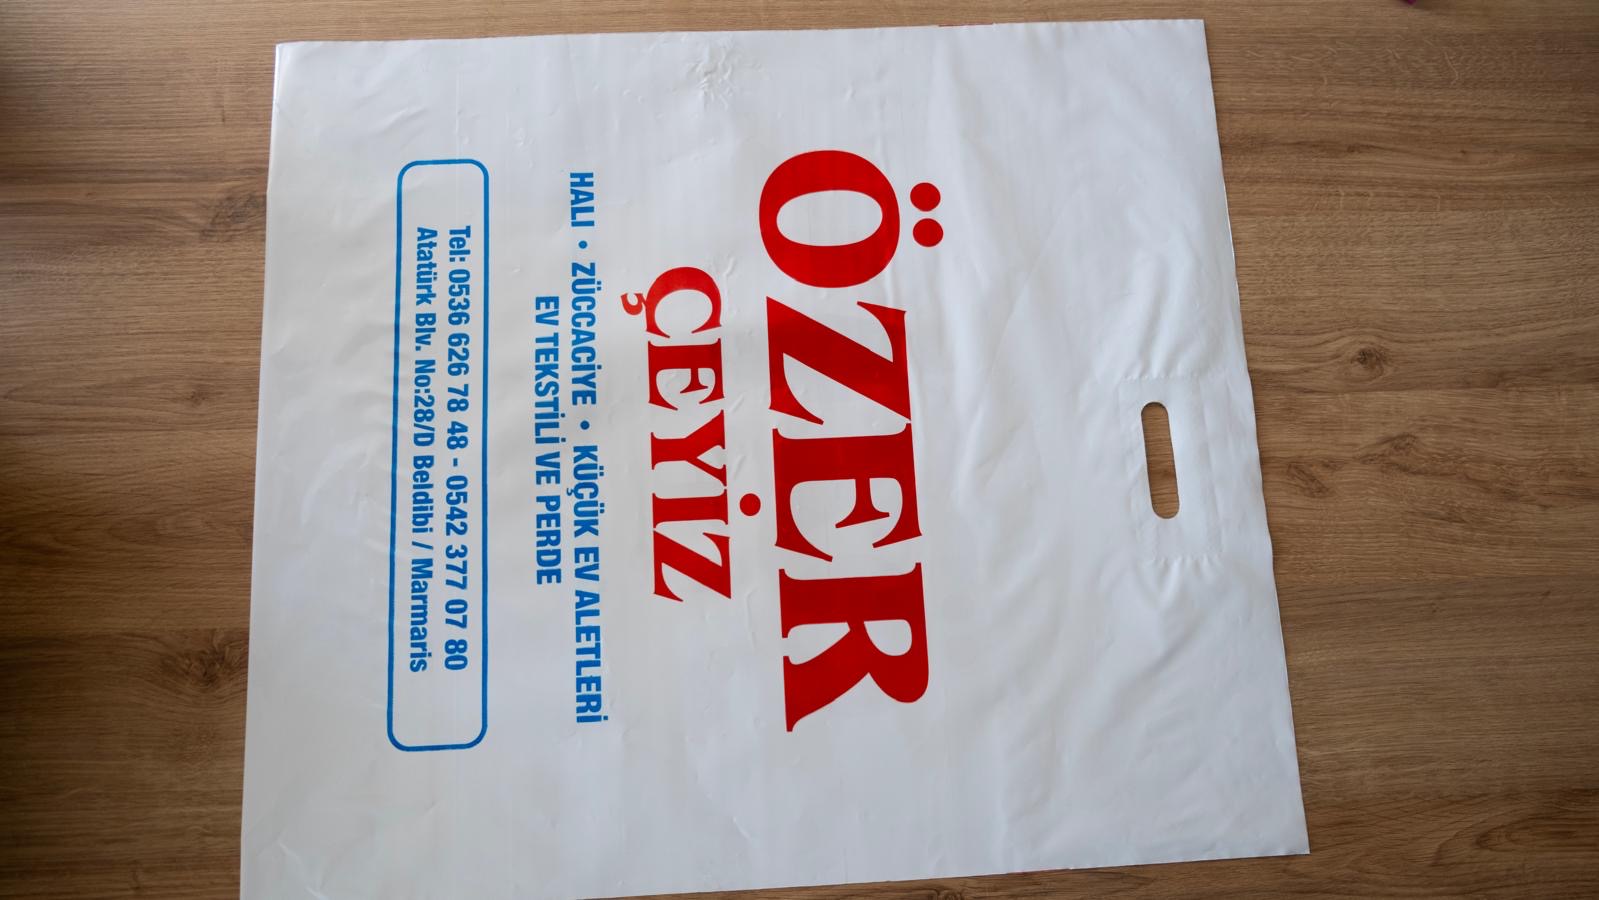 ÖZER
ÇEYİZ
HALI • ZÜCCACİYE • KÜÇÜK EV ALETLERİ
EV TEKSTİLİ VE PERDE
Tel: 0536 626 78 48 - 0542 377 07 80
Atatürk Blv. No:28/D Beldibi / Marmaris